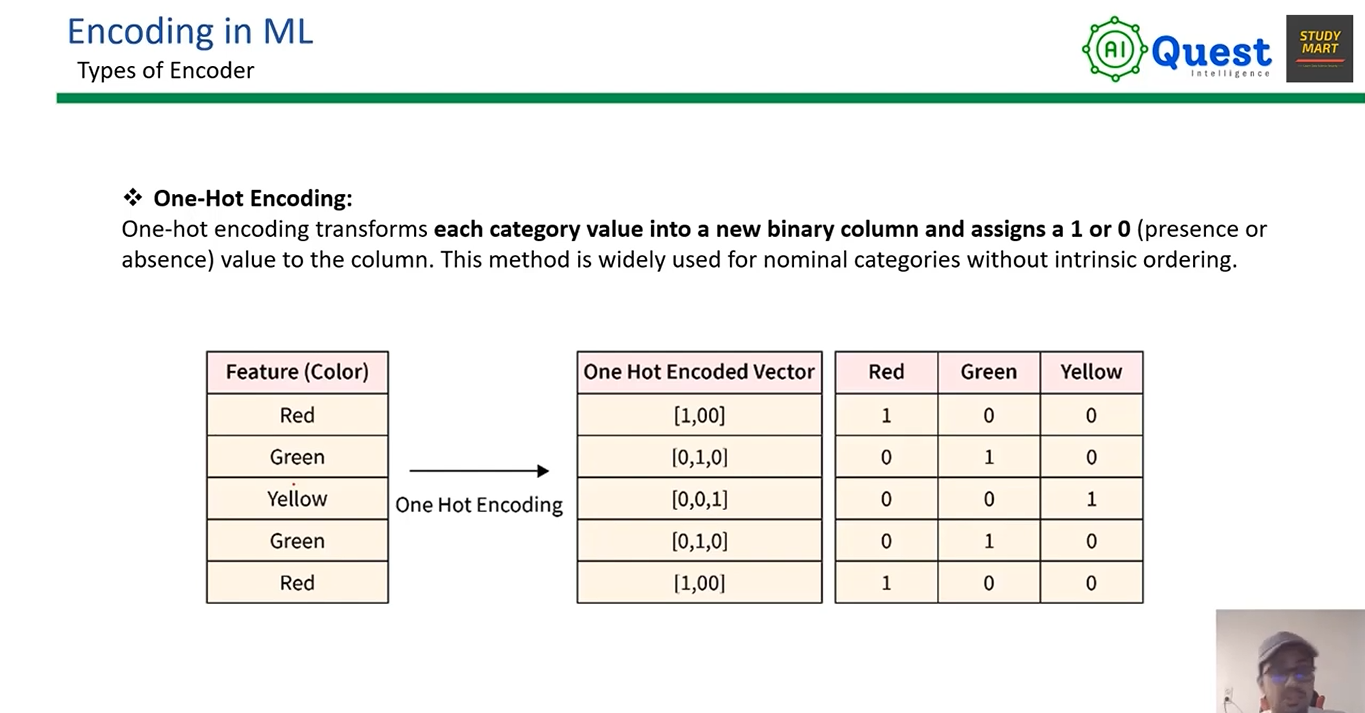 Encoding in ML
Types of Encoder
AI Quest
Intelligence
STUDY
MART
❖ One-Hot Encoding:
One-hot encoding transforms each category value into a new binary column and assigns a 1 or 0 (presence or
absence) value to the column. This method is widely used for nominal categories without intrinsic ordering.
Feature (Color)
Red
Green
Yellow
Green
Red
One Hot Encoding
One Hot Encoded Vector
[1,00]
[0,1,0]
[0,0,1]
[0,1,0]
[1,00]
Red Green Yellow
1 0 0
0 1 0
0 0 1
0 1 0
1 0 0